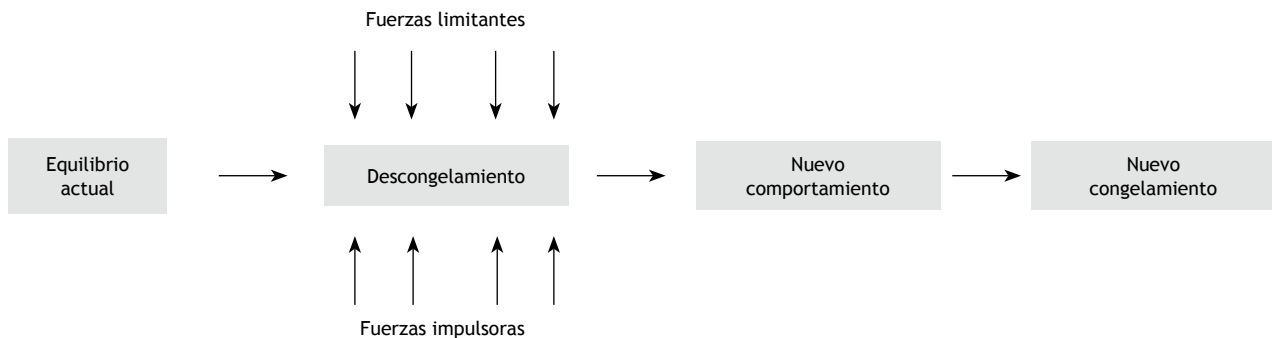 Fuerzas limitantes
Equilibrio
actual
Descongelamiento
Nuevo
comportamiento
Nuevo
congelamiento
Fuerzas impulsoras